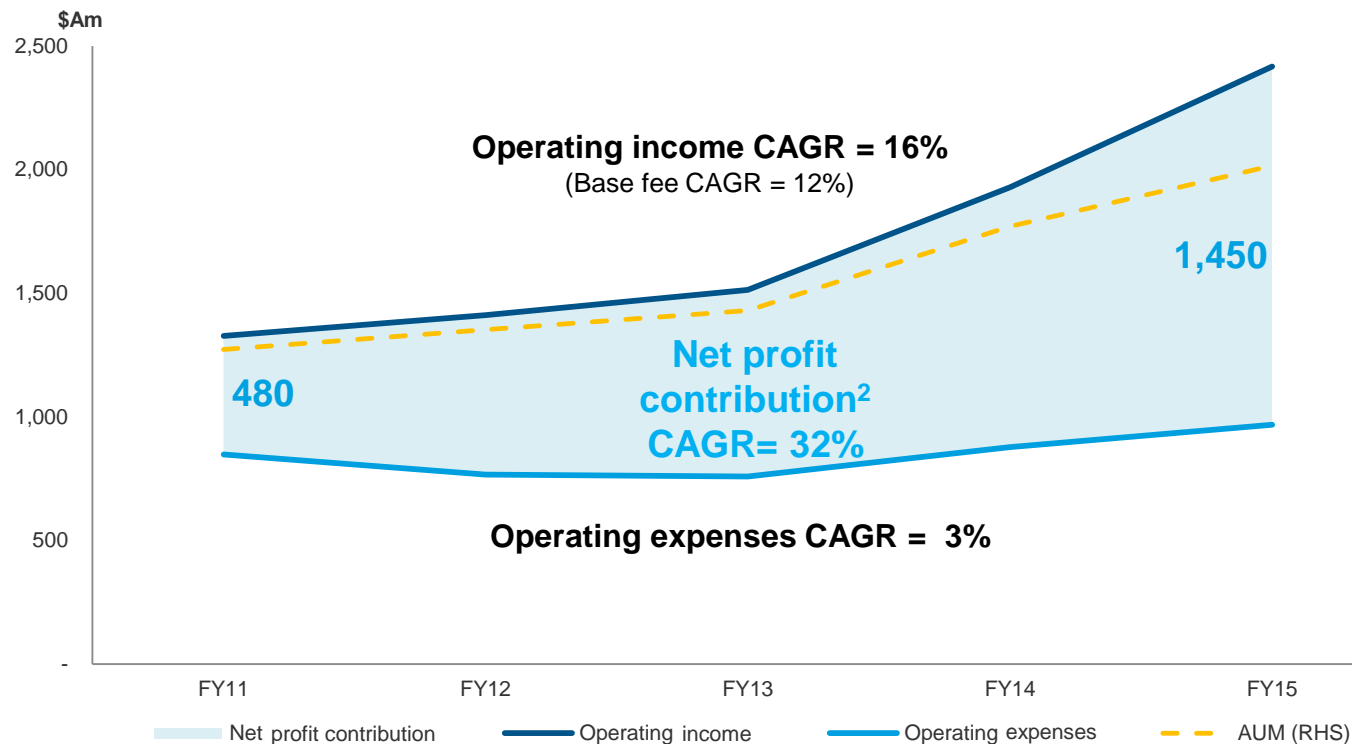 $Am
2,500
2,000
1,500
1,000
500
-
Operating income CAGR = 16%
(Base fee CAGR = 12%)
1,450
480
Net profit
contribution2
CAGR= 32%
Operating expenses CAGR = 3%
FY11 FY12 FY13 FY14 FY15
Net profit contribution Operating income Operating expenses AUM (RHS)